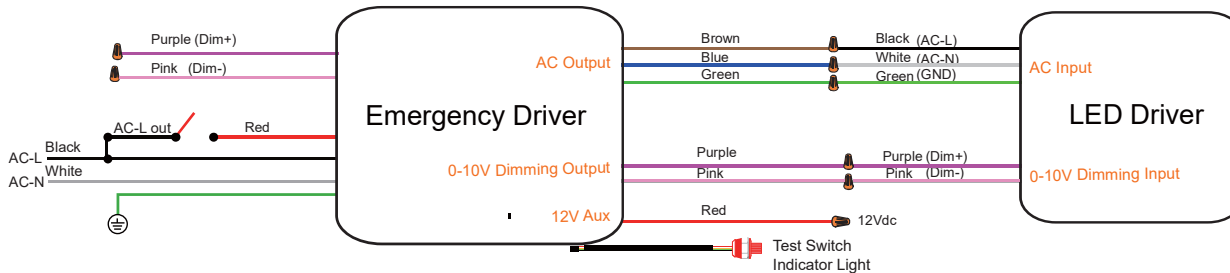 Purple (Dim+)
Pink (Dim-)
AC-L out
Red
AC-L
Black
White
AC-N
Emergency Driver
AC Output
0-10V Dimming Output
12V Aux
Brown
Blue
Green
Black (AC-L)
White (AC-N)
Green (GND)
Purple
Pink
Purple (Dim+)
Pink (Dim-)
Red
12Vdc
Test Switch
Indicator Light
AC Input
LED Driver
0-10V Dimming Input